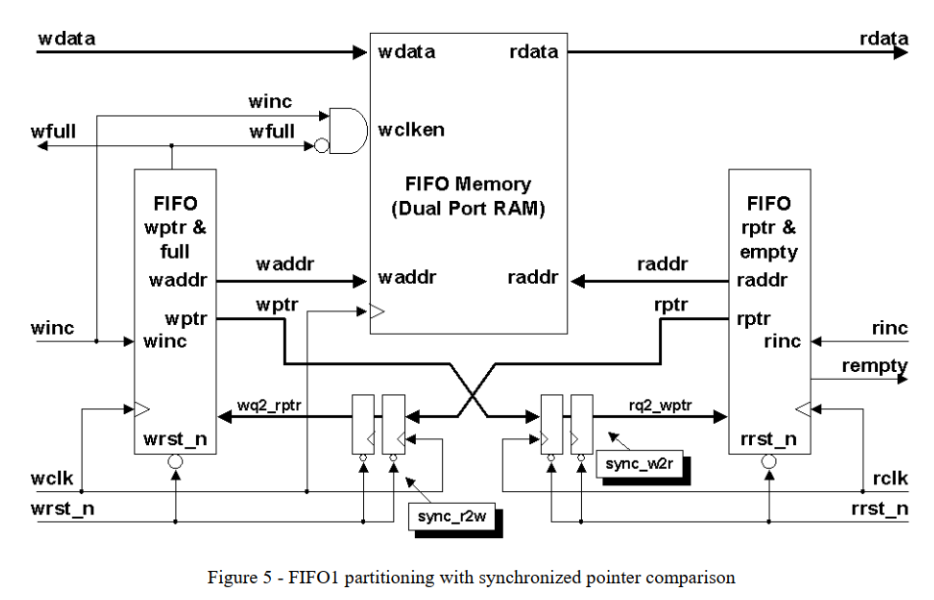 wdata
wdata
rdata
rdata
winc
wclken
wfull
wfull
FIFO Memory
(Dual Port RAM)
FIFO
wptr &
full
FIFO
rptr &
empty
waddr
waddr
waddr
raddr
raddr
raddr
wptr
wptr
rptr
rptr
winc
winc
rinc
rinc
rempty
wq2_rptr
rq2_wptr
wrst_n
rrst_n
sync_w2r
wclk
rclk
wrst_n
sync_r2w
rrst_n
Figure 5 - FIFO1 partitioning with synchronized pointer comparison